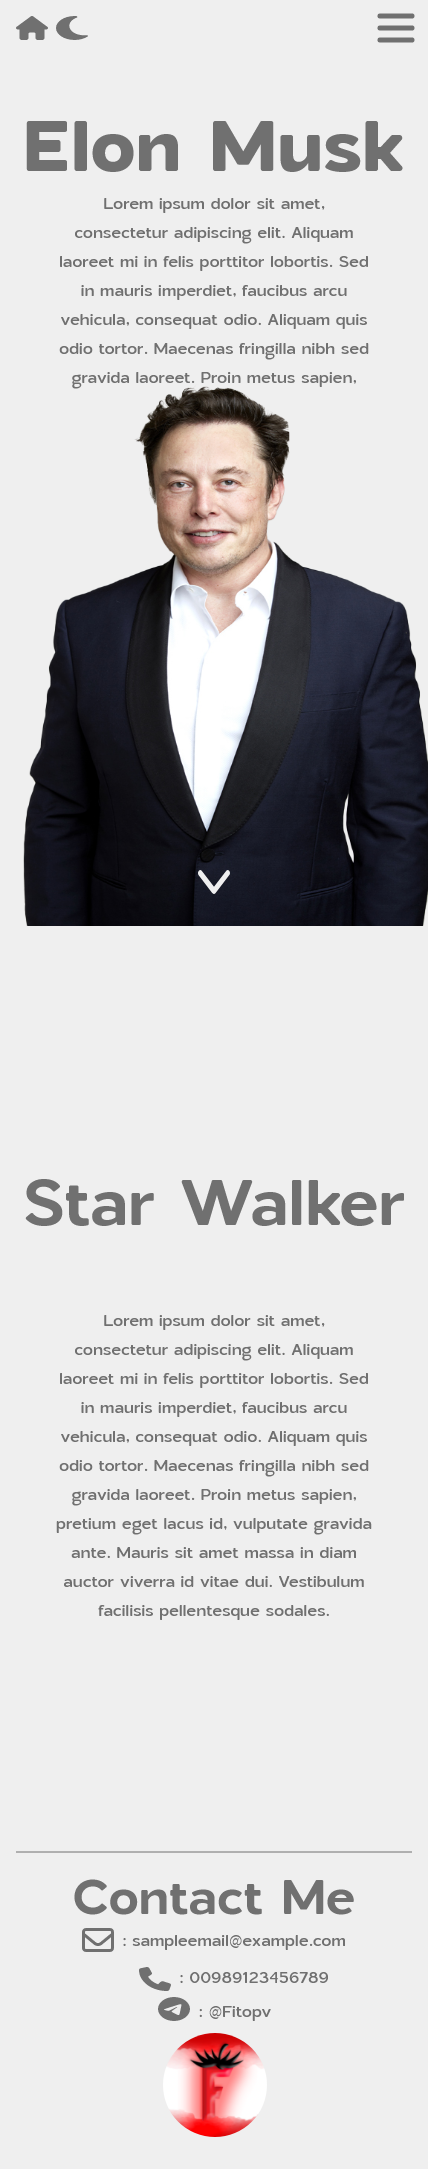 Elon Musk
Lorem ipsum dolor sit amet,
consectetur adipiscing elit. Aliquam
laoreet mi in felis porttitor lobortis. Sed
in mauris imperdiet, faucibus arcu
vehicula, consequat odio. Aliquam quis
odio tortor. Maecenas fringilla nibh sed
gravida laoreet. Proin metus sapien,
Star Walker
Lorem ipsum dolor sit amet,
consectetur adipiscing elit. Aliquam
laoreet mi in felis porttitor lobortis. Sed
in mauris imperdiet, faucibus arcu
vehicula, consequat odio. Aliquam quis
odio tortor. Maecenas fringilla nibh sed
gravida laoreet. Proin metus sapien,
pretium eget lacus id, vulputate gravida
ante. Mauris sit amet massa in diam
auctor viverra id vitae dui. Vestibulum
facilisis pellentesque sodales.
Contact Me
: sampleemail@example.com
: 00989123456789
: @Fitopv
F